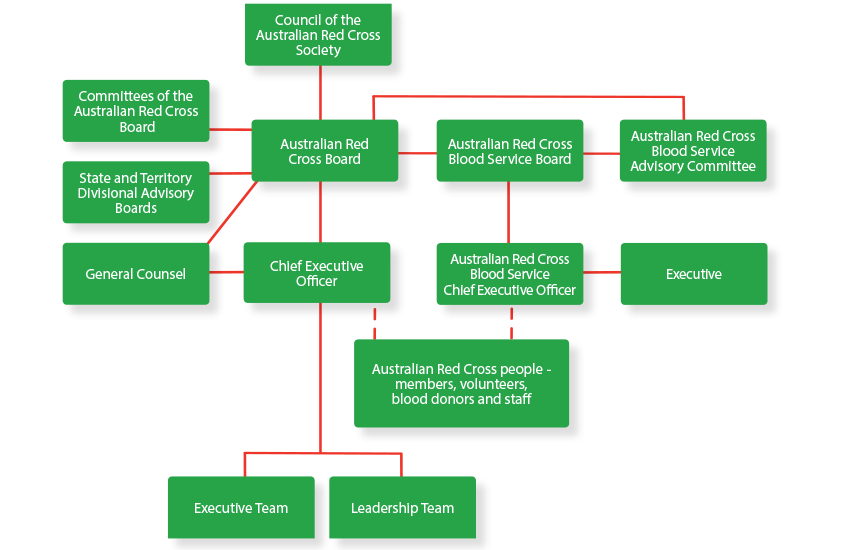 Council of the
Australian Red Cross
Society
Committees of the
Australian Red Cross
Board
Australian Red
Cross Board
Australian Red Cross
Blood Service Board
Australian Red Cross
Blood Service
Advisory Committee
State and Territory
Divisional Advisory
Boards
General Counsel
Chief Executive
Officer
Australian Red Cross
Blood Service
Chief Executive Officer
Executive
Australian Red Cross people -
members, volunteers,
blood donors and staff
Executive Team
Leadership Team